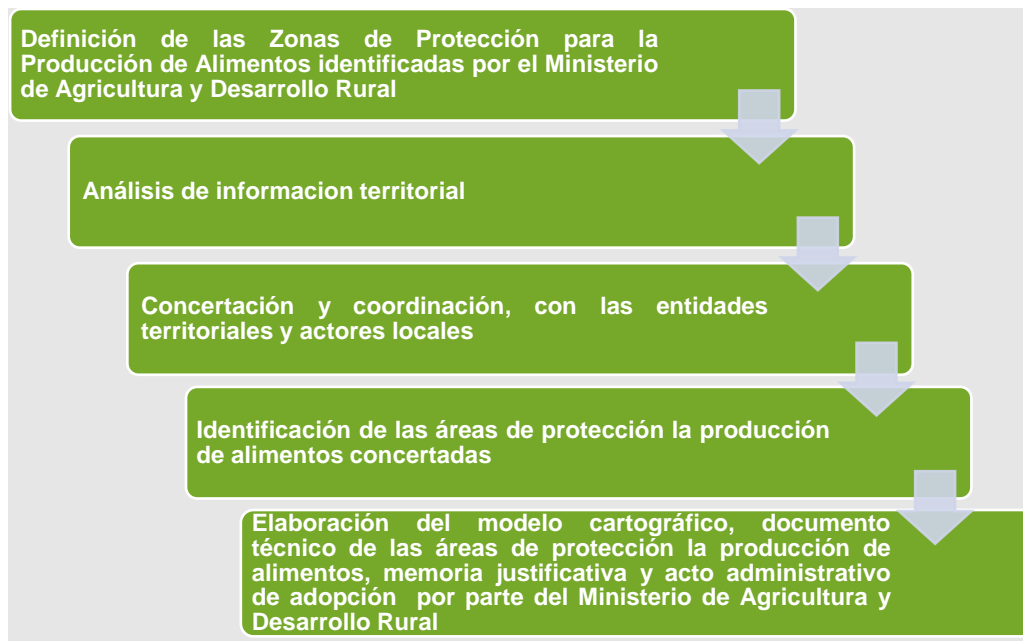 Definición de las Zonas de Protección para la
Producción de Alimentos identificadas por el Ministerio
de Agricultura y Desarrollo Rural
Análisis de informacion territorial
Concertación y coordinación, con las entidades
territoriales y actores locales
Identificación de las áreas de protección la producción
de alimentos concertadas
Elaboración del modelo cartográfico, documento
técnico de las áreas de protección la producción de
alimentos, memoria justificativa y acto administrativo
de adopción por parte del Ministerio de Agricultura y
Desarrollo Rural